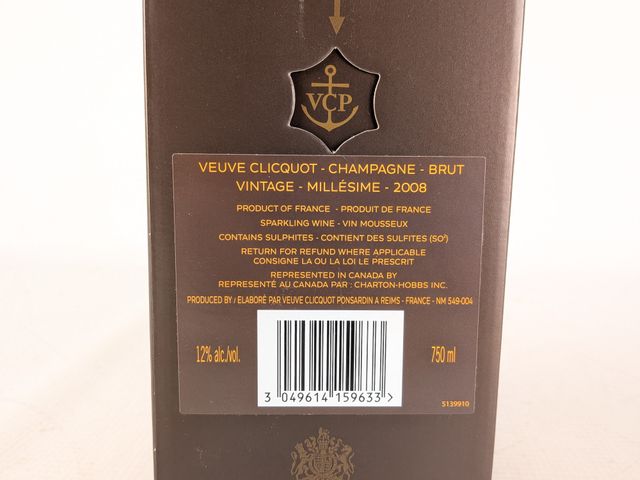 VCP
VEUVE CLICQUOT - CHAMPAGNE - BRUT
VINTAGE - MILLÉSIME - 2008
PRODUCT OF FRANCE - PRODUIT DE FRANCE
SPARKLING WINE - VIN MOUSSEUX
CONTAINS SULPHITES - CONTIENT DES SULFITES (SO²)
RETURN FOR REFUND WHERE APPLICABLE
CONSIGNE LA OU LA LOI LE PRESCRIT
REPRESENTED IN CANADA BY
REPRESENTÉ AU CANADA PAR : CHARTON-HOBBS INC.
PRODUCED BY / ELABORÉ PAR VEUVE CLICQUOT PONSARDIN A REIMS - FRANCE - NM 549-004
12% alc./vol.
750 ml
3 049614 159633 >
5139910